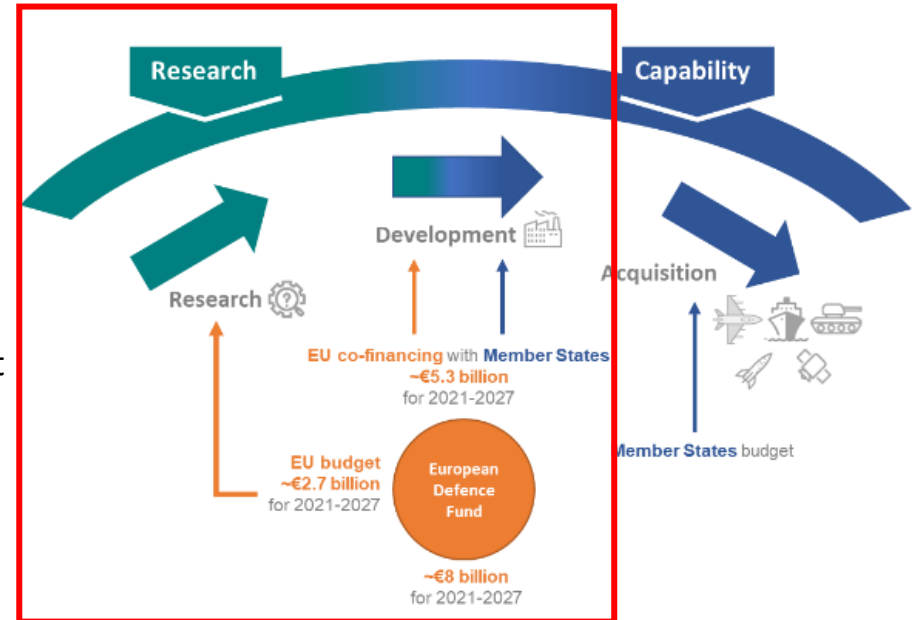 Research
Capability
Development
Acquisition
Research
EU co-financing with Member States
~€5.3 billion
for 2021-2027
EU budget
~€2.7 billion
for 2021-2027
European
Defence
Fund
Member States budget
~€8 billion
for 2021-2027